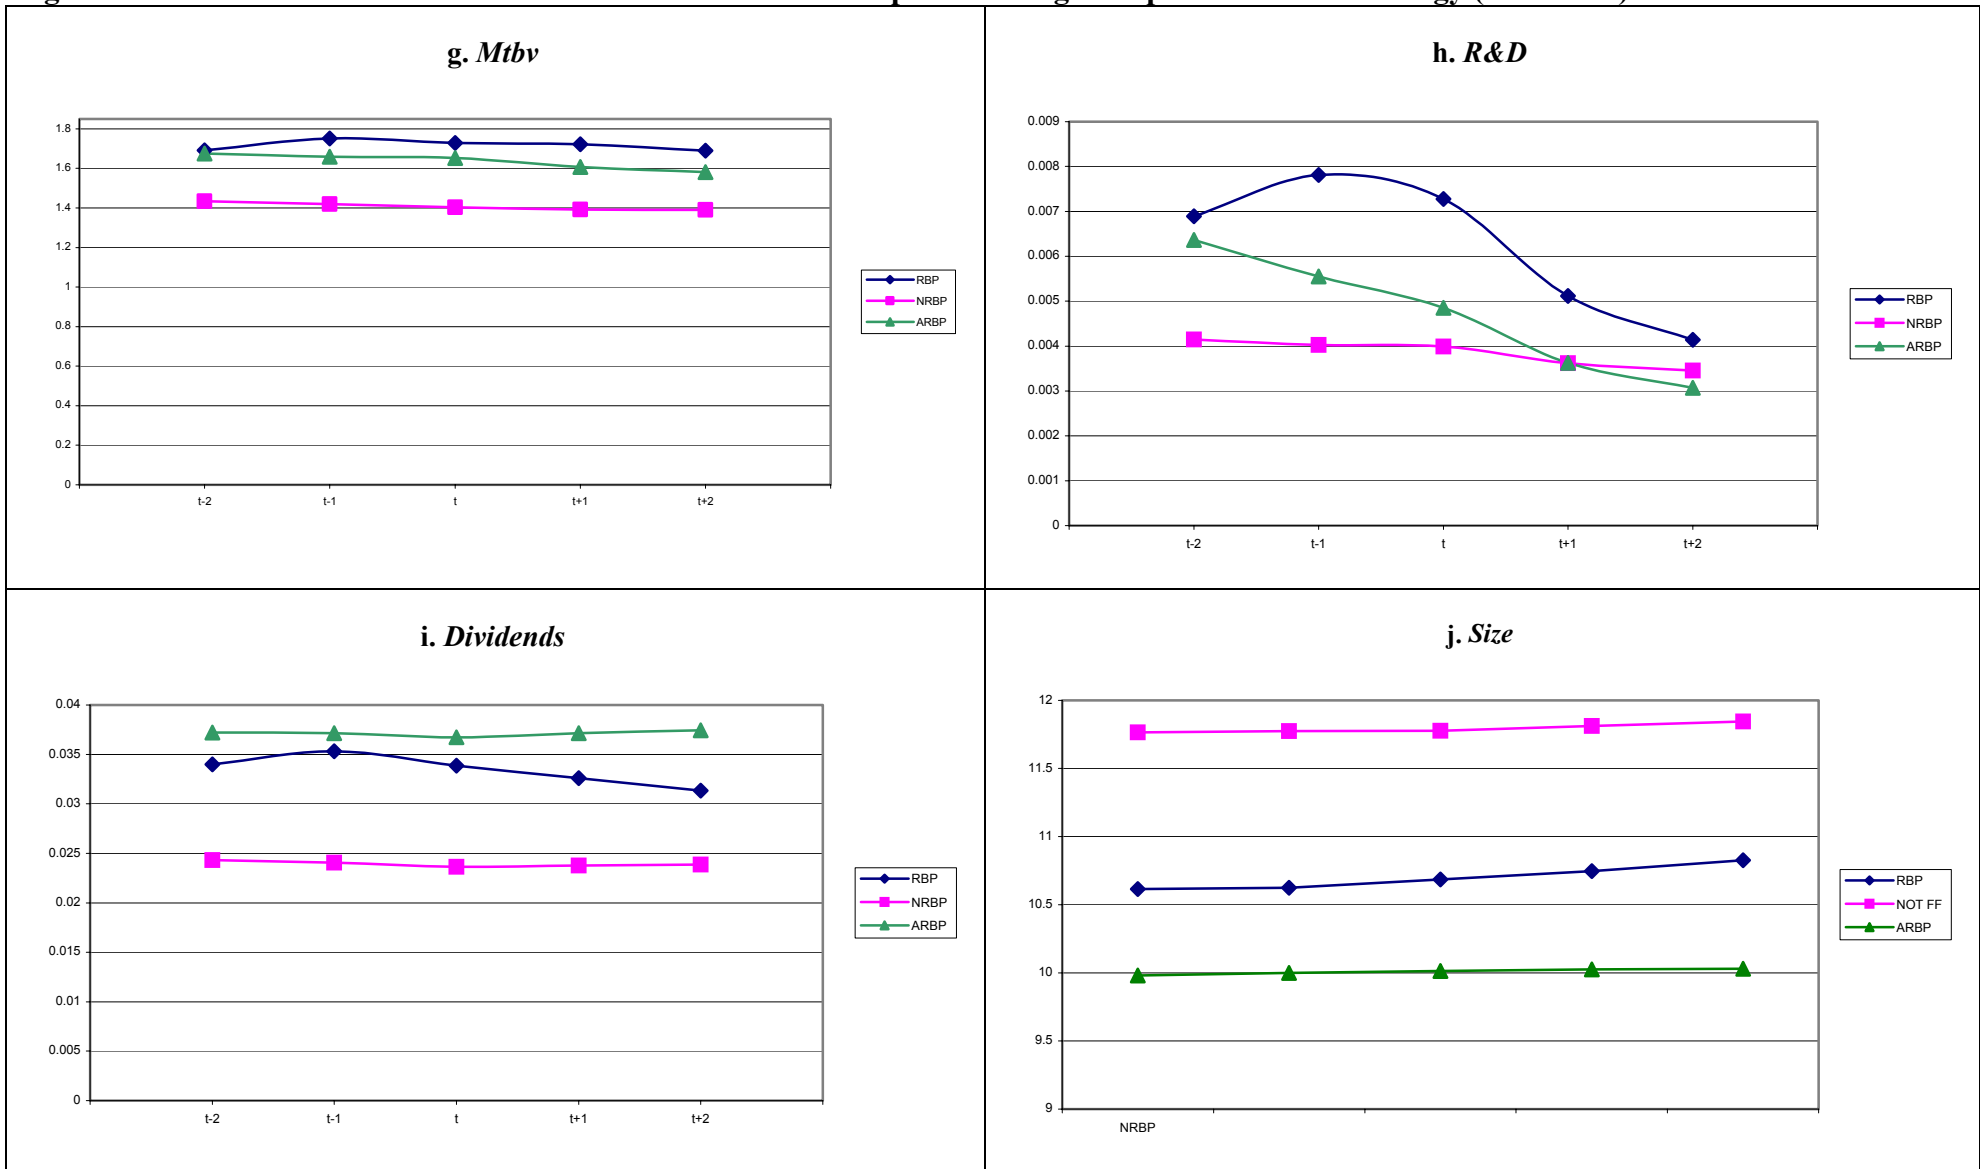 g. Mtbv
1.8
1.6
1.4
1.2
1
0.8
0.6
0.4
0.2
0
t-2 t-1 t t+1 t+2
RBP
NRBP
ARBP
h. R&D
0.009
0.008
0.007
0.006
0.005
0.004
0.003
0.002
0.001
0
t-2 t-1 t t+1 t+2
RBP
NRBP
ARBP
i. Dividends
0.04
0.035
0.03
0.025
0.02
0.015
0.01
0.005
0
t-2 t-1 t t+1 t+2
RBP
NRBP
ARBP
j. Size
12
11.5
11
10.5
10
9.5
9
NRBP
RBP
NOT FF
ARBP